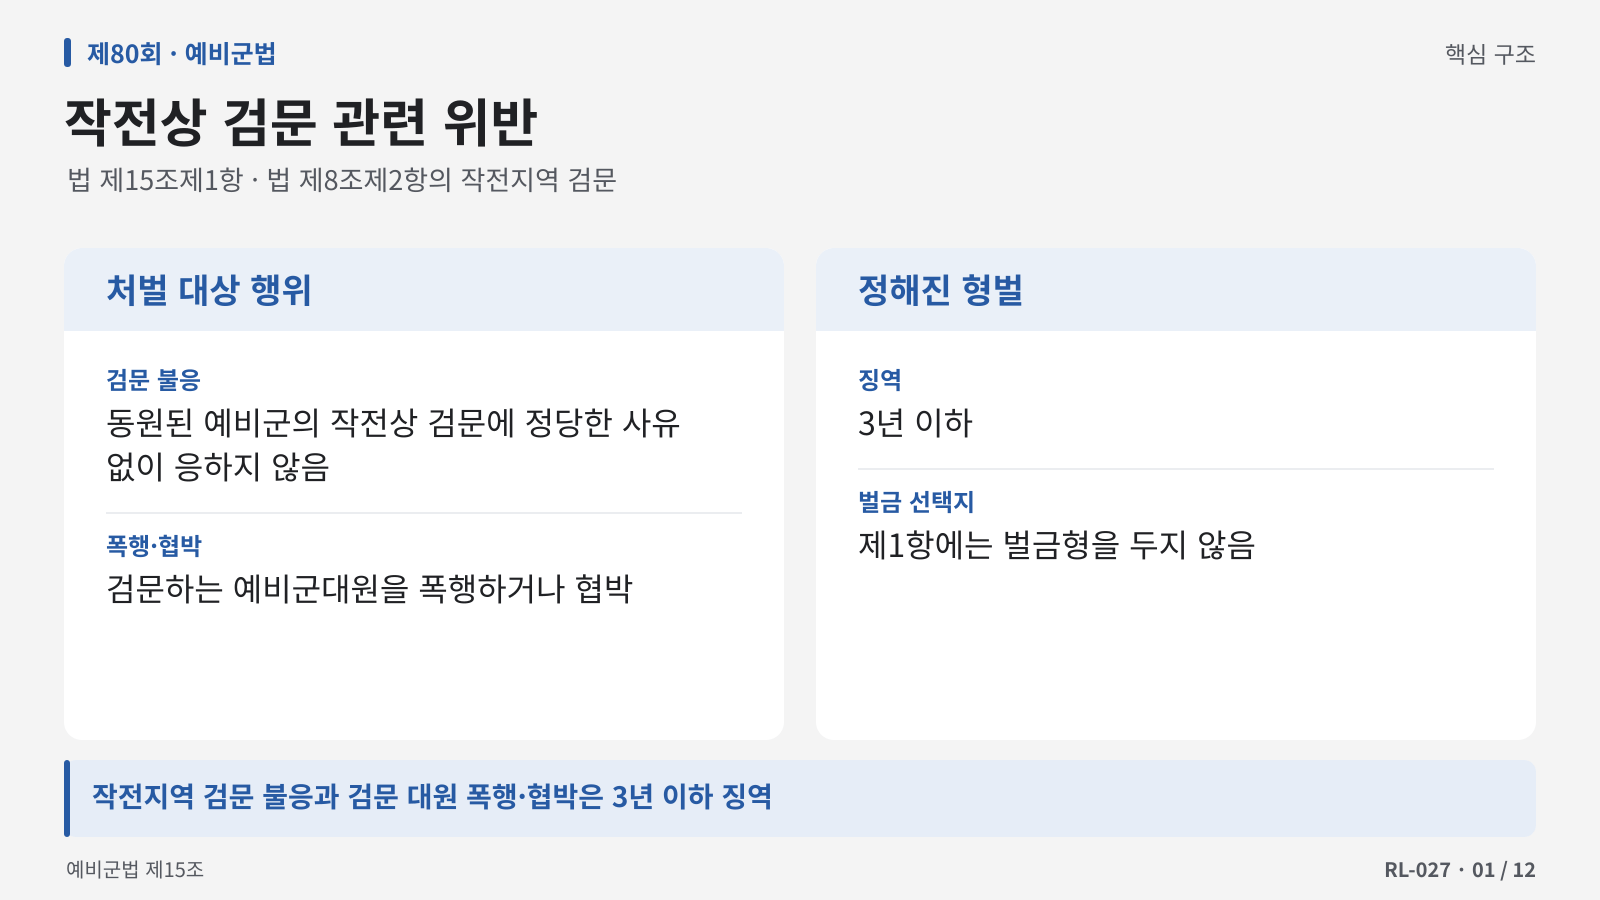 제80회 · 예비군법
핵심 구조
작전상 검문 관련 위반
법 제15조제1항 · 법 제8조제2항의 작전지역 검문
처벌 대상 행위
검문 불응
동원된 예비군의 작전상 검문에 정당한 사유
없이 응하지 않음
폭행·협박
검문하는 예비군대원을 폭행하거나 협박
정해진 형벌
징역
3년 이하
벌금 선택지
제1항에는 벌금형을 두지 않음
작전지역 검문 불응과 검문 대원 폭행·협박은 3년 이하 징역
예비군법 제15조
RL-027 · 01 / 12